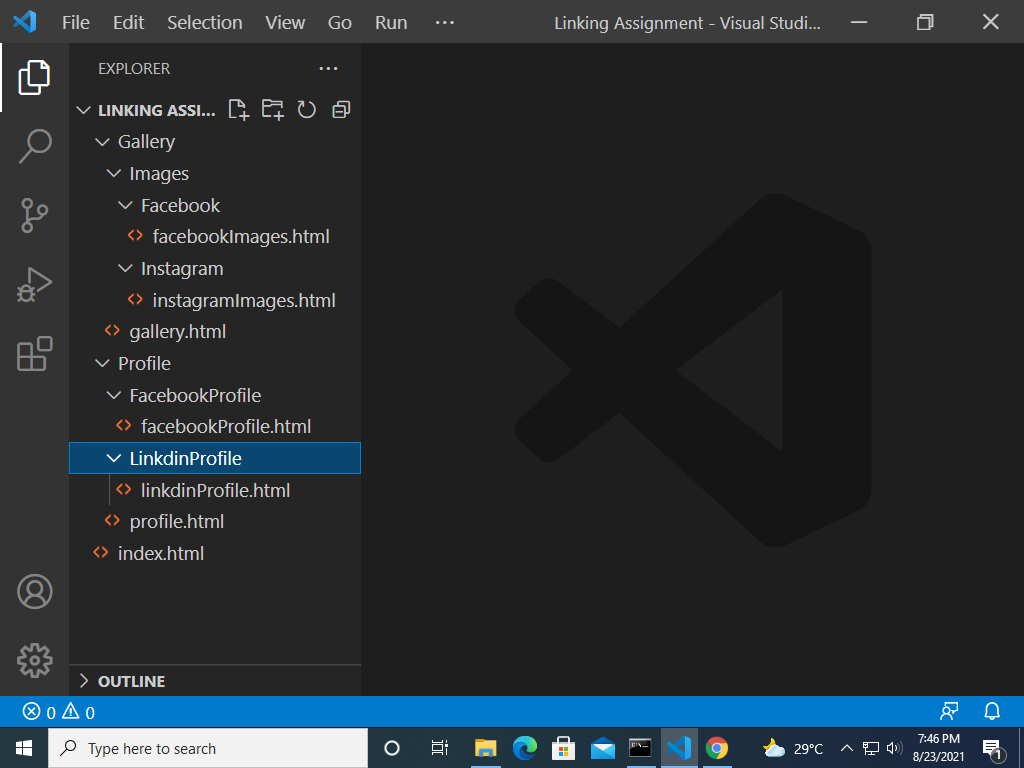 File Edit Selection View Go Run ··· Linking Assignment - Visual Studi...
EXPLORER ···
LINKING ASSI...
Gallery
Images
Facebook
<> facebookImages.html
Instagram
<> instagramImages.html
<> gallery.html
Profile
FacebookProfile
<> facebookProfile.html
LinkdinProfile
<> linkdinProfile.html
<> profile.html
<> index.html
OUTLINE
0 0
Type here to search 29°C 7:46 PM
8/23/2021 1